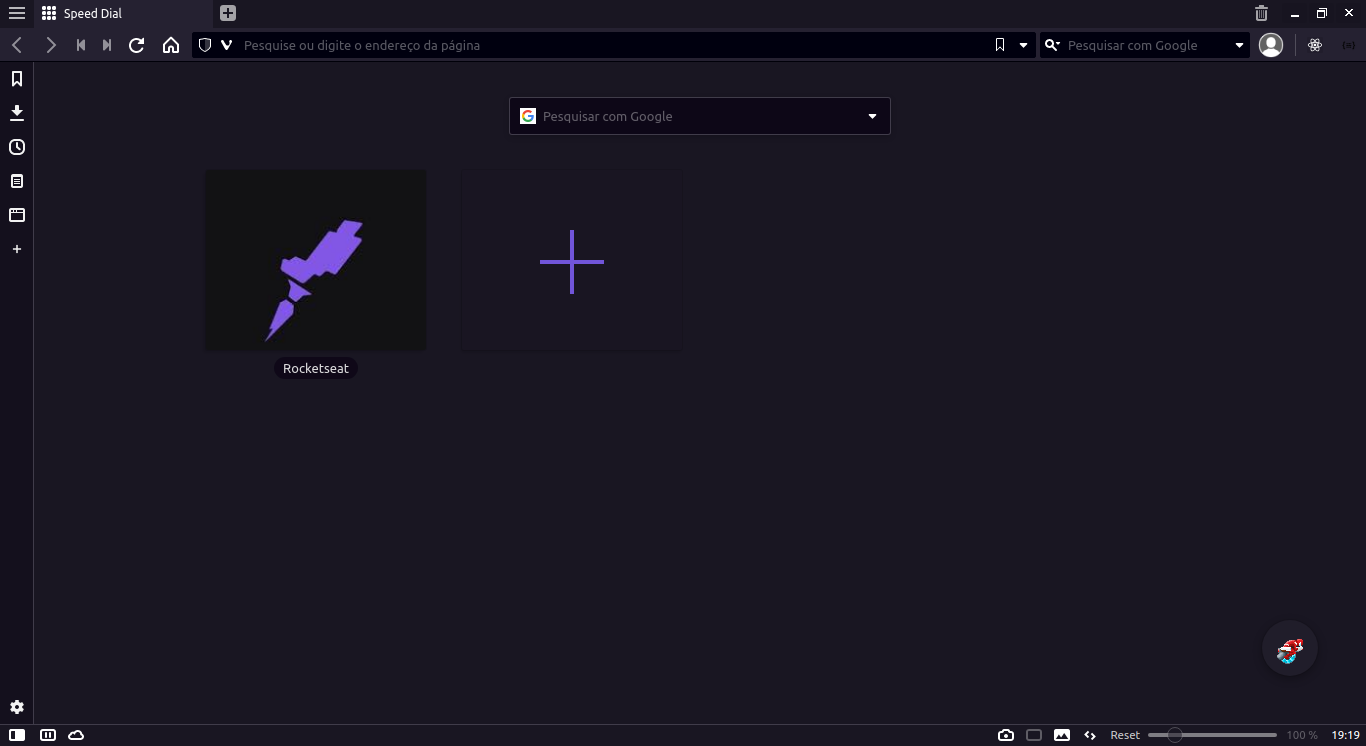 Speed Dial
Pesquise ou digite o endereço da página
Pesquisar com Google
Pesquisar com Google
Rocketseat
Reset
100 %
19:19